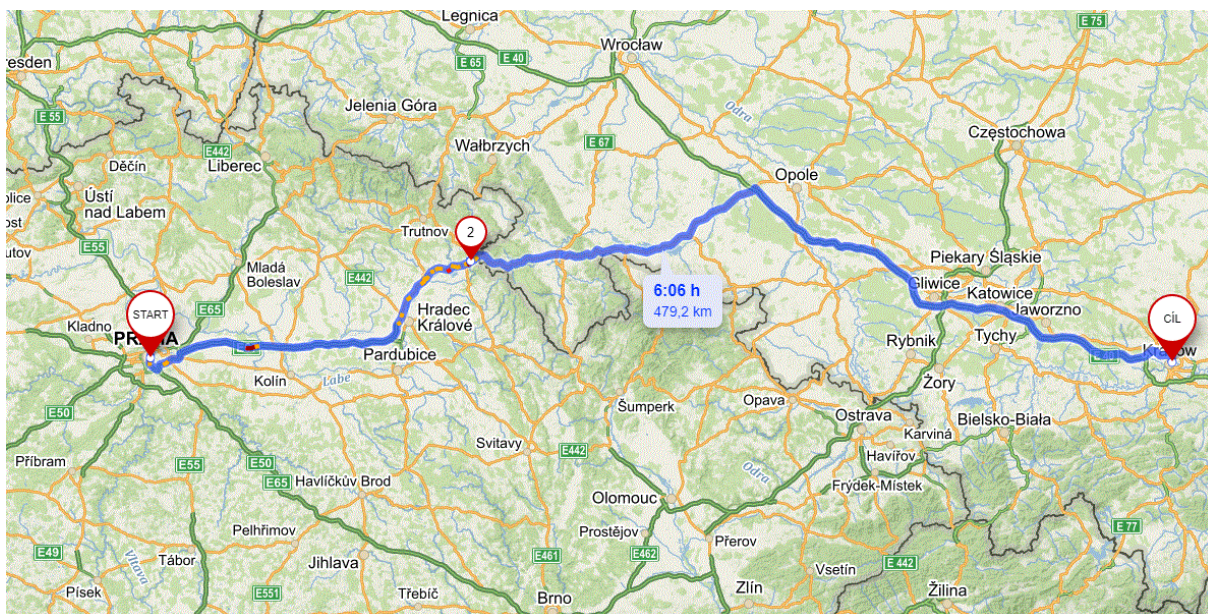 Legnica
E 75
Wrocław
resden
E 65
E 40
Jelenia Góra
Odra
E 55
Częstochowa
E442
Děčín
Liberec
Wałbrzych
E 67
Ústí
nad Labem
Opole
Trutnov
2
E55
Mladá
Boleslav
E442
Piekary Śląskie
6:06 h
479,2 km
Gliwice
Katowice
Jaworzno
START
E65
Hradec
Králové
CÍL
Kladno
Pardubice
Rybnik
Tychy
Kolín
Labe
Żory
E50
Šumperk
Opava
Ostrava
Bielsko-Biała
Karviná
Svitavy
E442
Havířov
Příbram
E55
E50
E65
Havlíčkův Brod
Odra
Frýdek-Místek
Olomouc
E 77
Pelhřimov
Prostějov
Přerov
E49
Vltava
Tábor
Jihlava
E461
E462
Vsetín
E 442
Písek
E551
Třebíč
Brno
Zlín
Žilina